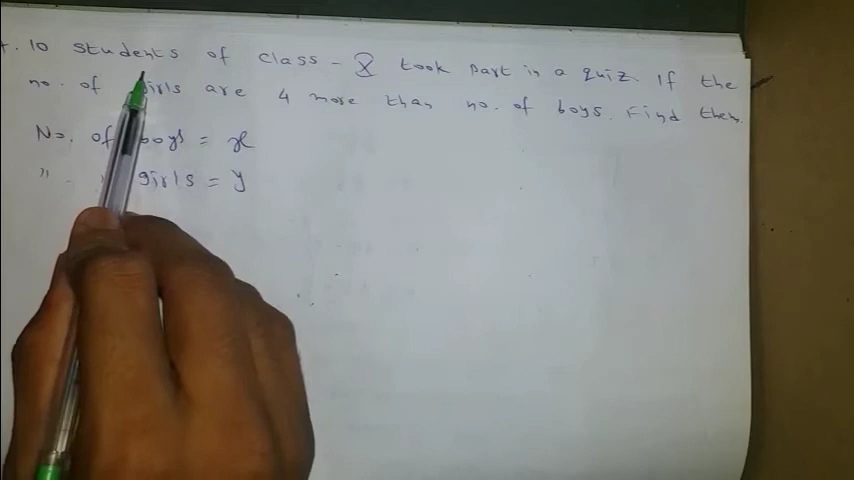 10 students of class - X took part in a quiz. If the
no. of girls are 4 more than no. of boys. Find them.
No. of boys = x
" girls = y